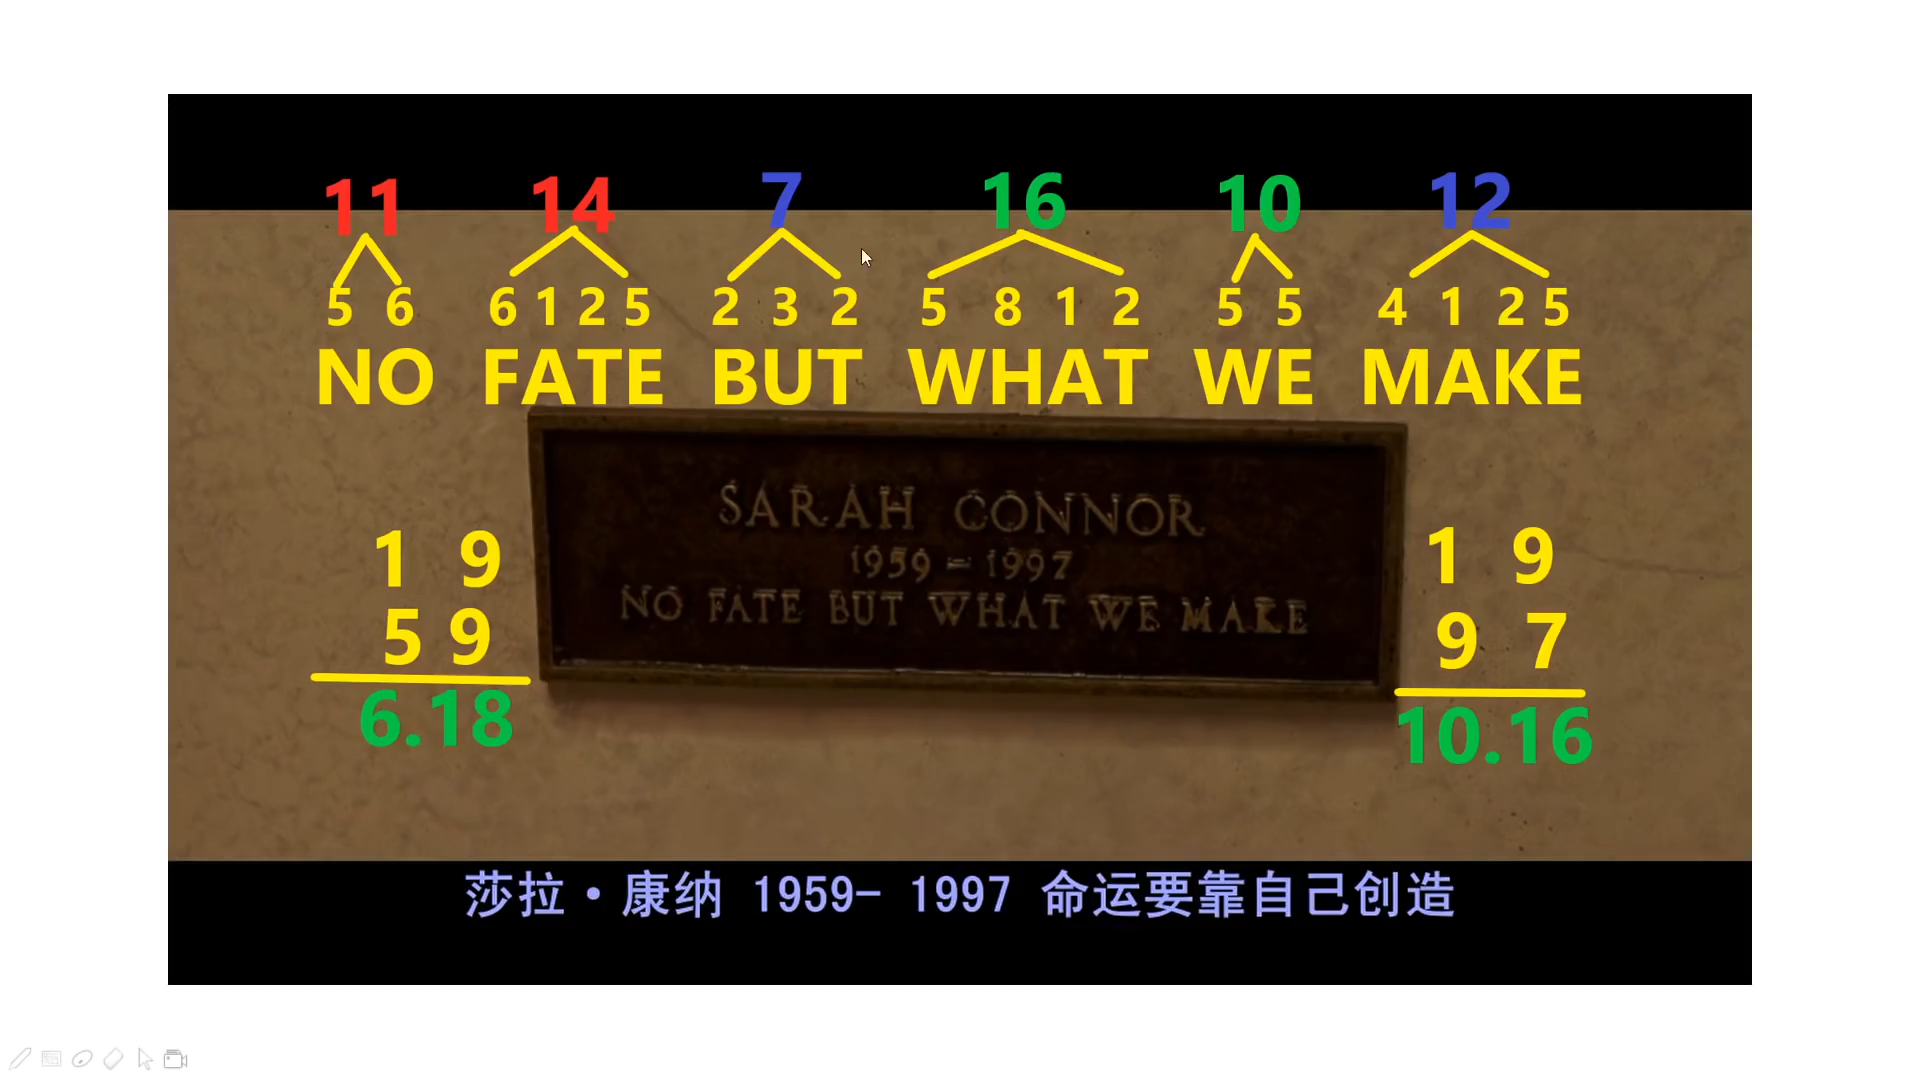 11 14 7 16 10 12
5 6 6 1 2 5 2 3 2 5 8 1 2 5 5 4 1 2 5
NO FATE BUT WHAT WE MAKE
SARAH CONNOR
1959 – 1997
NO FATE BUT WHAT WE MAKE
1 9
5 9
6.18
1 9
9 7
10.16
莎拉·康纳 1959- 1997 命运要靠自己创造